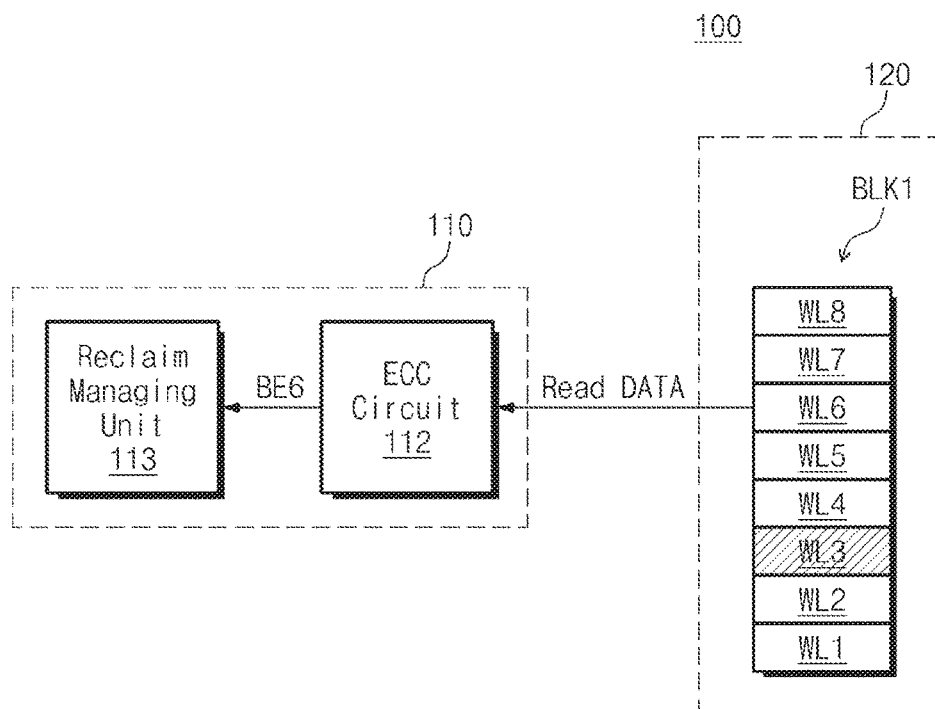 100
120
BLK1
110
Reclaim
Managing
Unit
113
BE6
ECC
Circuit
112
Read DATA
WL8
WL7
WL6
WL5
WL4
WL3
WL2
WL1